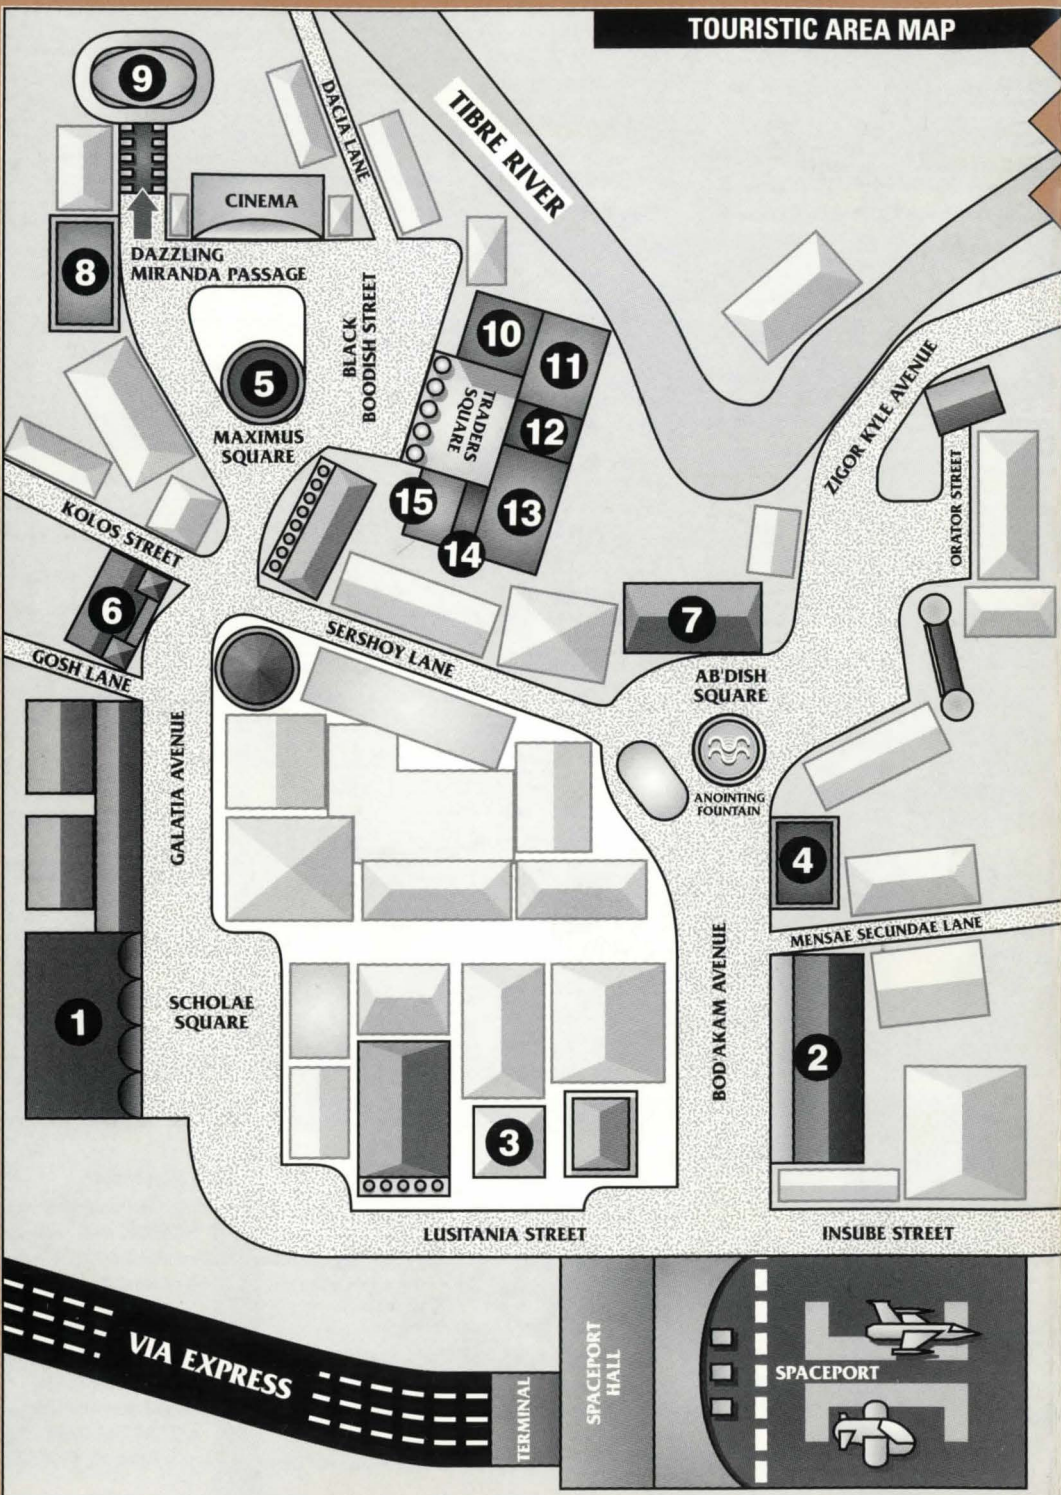 TOURISTIC AREA MAP
9
DACIA LANE
TIBRE RIVER
CINEMA
8
DAZZLING
MIRANDA PASSAGE
BLACK
BOODISH STREET
5
MAXIMUS
SQUARE
10
11
12
TRADERS
SQUARE
13
14
15
ZIGOR KYLE AVENUE
ORATOR STREET
KOLOS STREET
6
GOSH LANE
SERSHOY LANE
7
AB'DISH
SQUARE
ANOINTING
FOUNTAIN
GALATIA AVENUE
4
MENSAE SECUNDAE LANE
1
SCHOLAE
SQUARE
BOD'AKAM AVENUE
2
3
LUSITANIA STREET
INSUBE STREET
VIA EXPRESS
TERMINAL
SPACEPORT
HALL
SPACEPORT